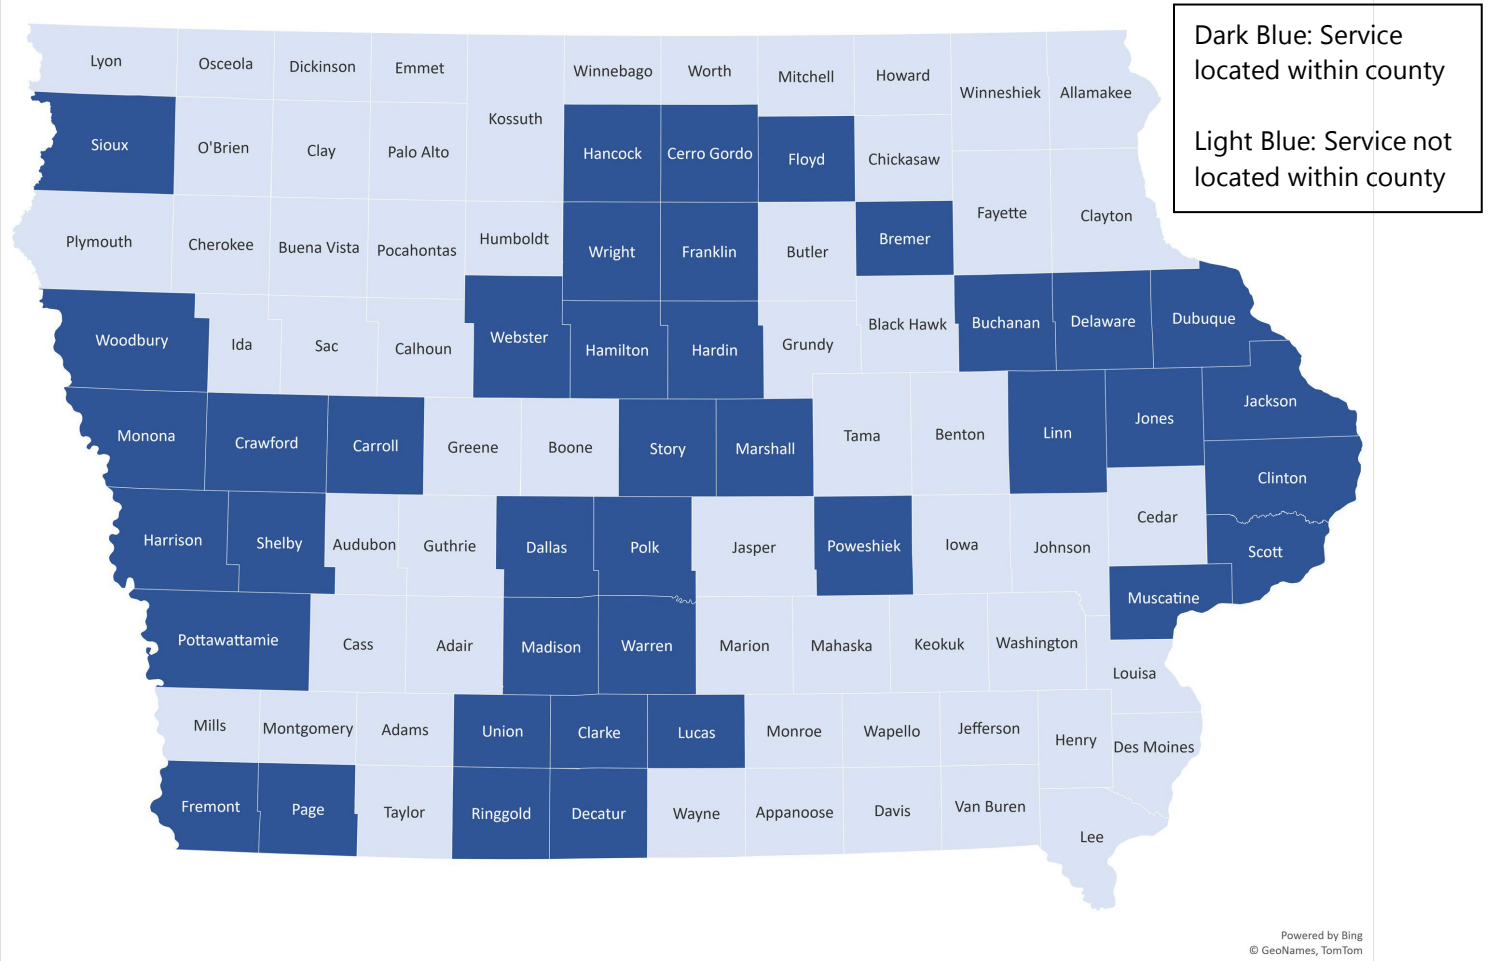 Dark Blue: Service
located within county
Light Blue: Service not
located within county
Lyon
Osceola
Dickinson
Emmet
Kossuth
Winnebago
Worth
Mitchell
Howard
Winneshiek
Allamakee
Sioux
O'Brien
Clay
Palo Alto
Hancock
Cerro Gordo
Floyd
Chickasaw
Fayette
Clayton
Plymouth
Cherokee
Buena Vista
Pocahontas
Humboldt
Wright
Franklin
Butler
Bremer
Woodbury
Ida
Sac
Calhoun
Webster
Hamilton
Hardin
Grundy
Black Hawk
Buchanan
Delaware
Dubuque
Monona
Crawford
Carroll
Greene
Boone
Story
Marshall
Tama
Benton
Linn
Jones
Jackson
Clinton
Harrison
Shelby
Audubon
Guthrie
Dallas
Polk
Jasper
Poweshiek
Iowa
Johnson
Cedar
Scott
Muscatine
Pottawattamie
Cass
Adair
Madison
Warren
Marion
Mahaska
Keokuk
Washington
Louisa
Mills
Montgomery
Adams
Union
Clarke
Lucas
Monroe
Wapello
Jefferson
Henry
Des Moines
Fremont
Page
Taylor
Ringgold
Decatur
Wayne
Appanoose
Davis
Van Buren
Lee
Powered by Bing
© GeoNames, TomTom